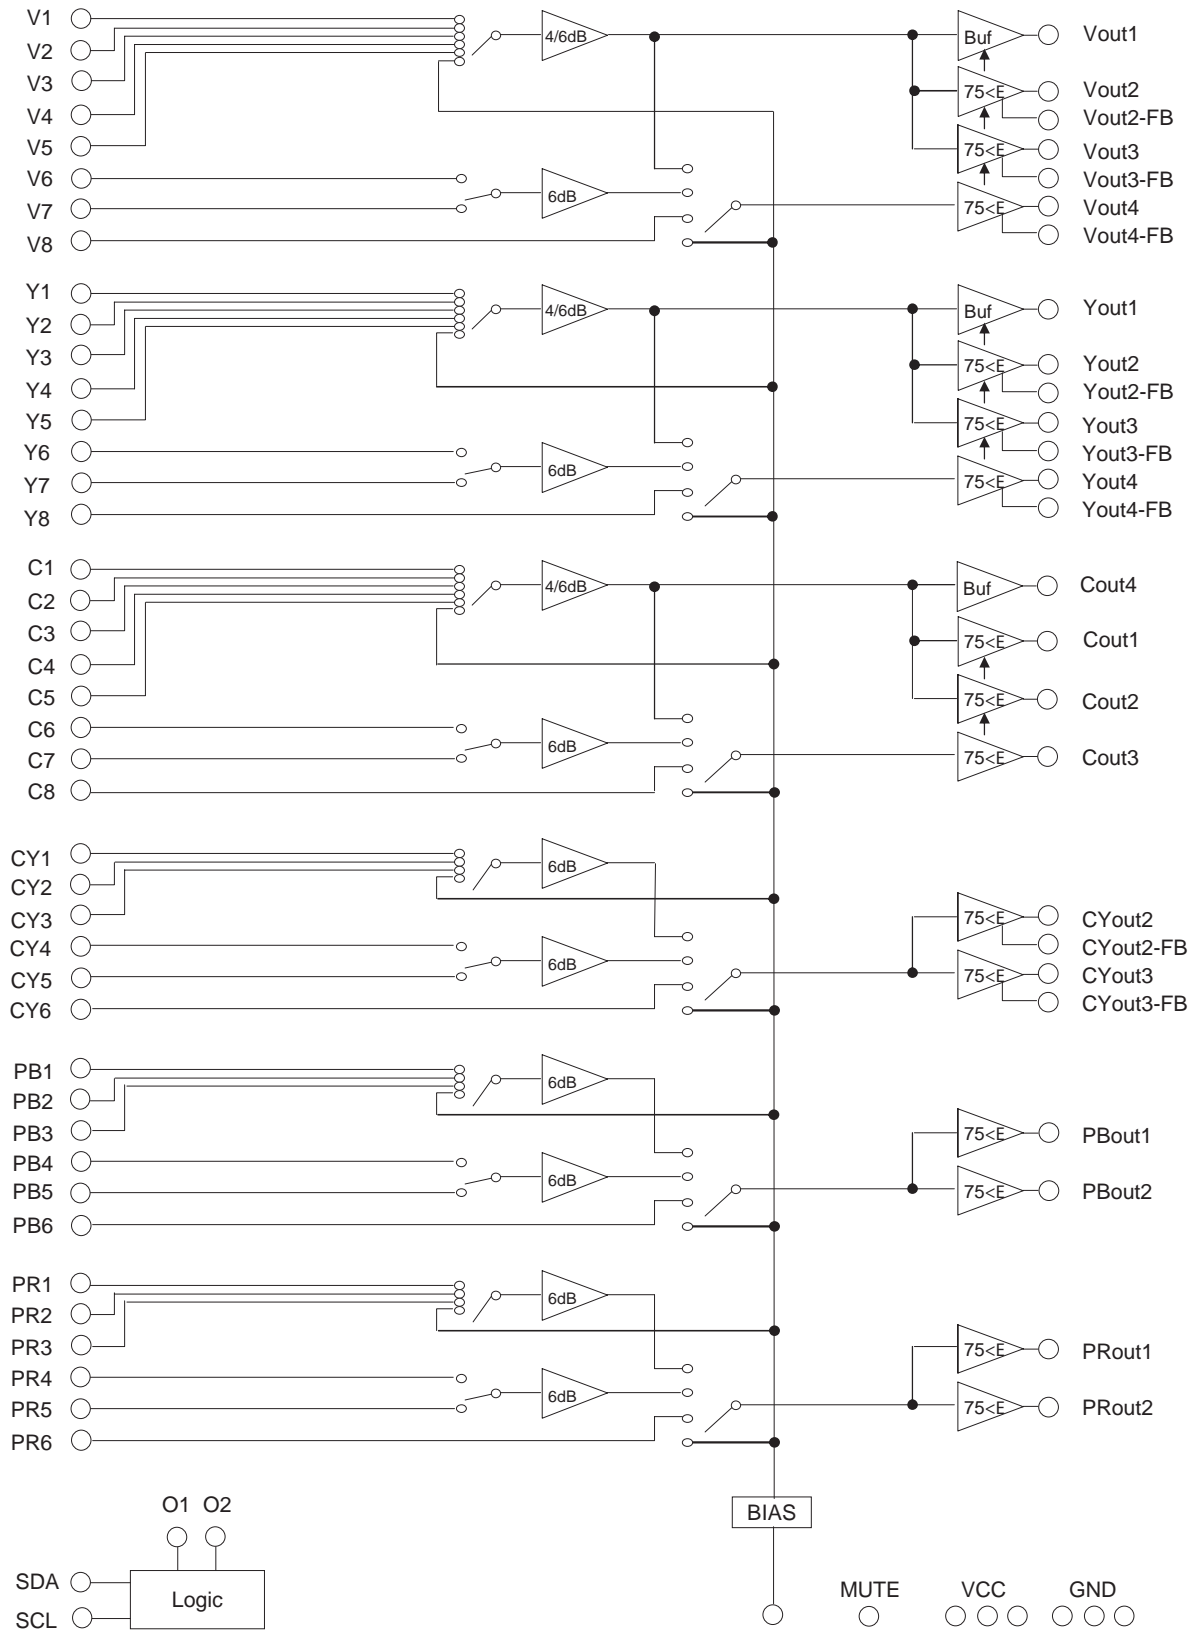 V1
V2
V3
V4
V5
V6
V7
V8
4/6dB
6dB
Buf
75<E
75<E
75<E
Vout1
Vout2
Vout2-FB
Vout3
Vout3-FB
Vout4
Vout4-FB
Y1
Y2
Y3
Y4
Y5
Y6
Y7
Y8
4/6dB
6dB
Buf
75<E
75<E
75<E
Yout1
Yout2
Yout2-FB
Yout3
Yout3-FB
Yout4
Yout4-FB
C1
C2
C3
C4
C5
C6
C7
C8
4/6dB
6dB
Buf
75<E
75<E
75<E
Cout4
Cout1
Cout2
Cout3
CY1
CY2
CY3
CY4
CY5
CY6
6dB
6dB
75<E
75<E
CYout2
CYout2-FB
CYout3
CYout3-FB
PB1
PB2
PB3
PB4
PB5
PB6
6dB
6dB
75<E
75<E
PBout1
PBout2
PR1
PR2
PR3
PR4
PR5
PR6
6dB
6dB
75<E
75<E
PRout1
PRout2
O1 O2
SDA
SCL
Logic
BIAS
MUTE
VCC
GND